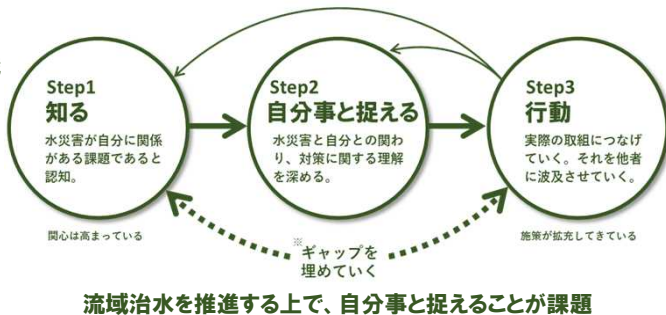 Step1
知る
水災害が自分に関係
がある課題であると
認知。
関心は高まっている
Step2
自分事と捉える
水災害と自分との関わ
り、対策に関する理解
を深める。
Step3
行動
実際の取組につなげ
ていく。それを他者
に波及させていく。
施策が拡充してきている
※ギャップを
埋めていく
流域治水を推進する上で、自分事と捉えることが課題